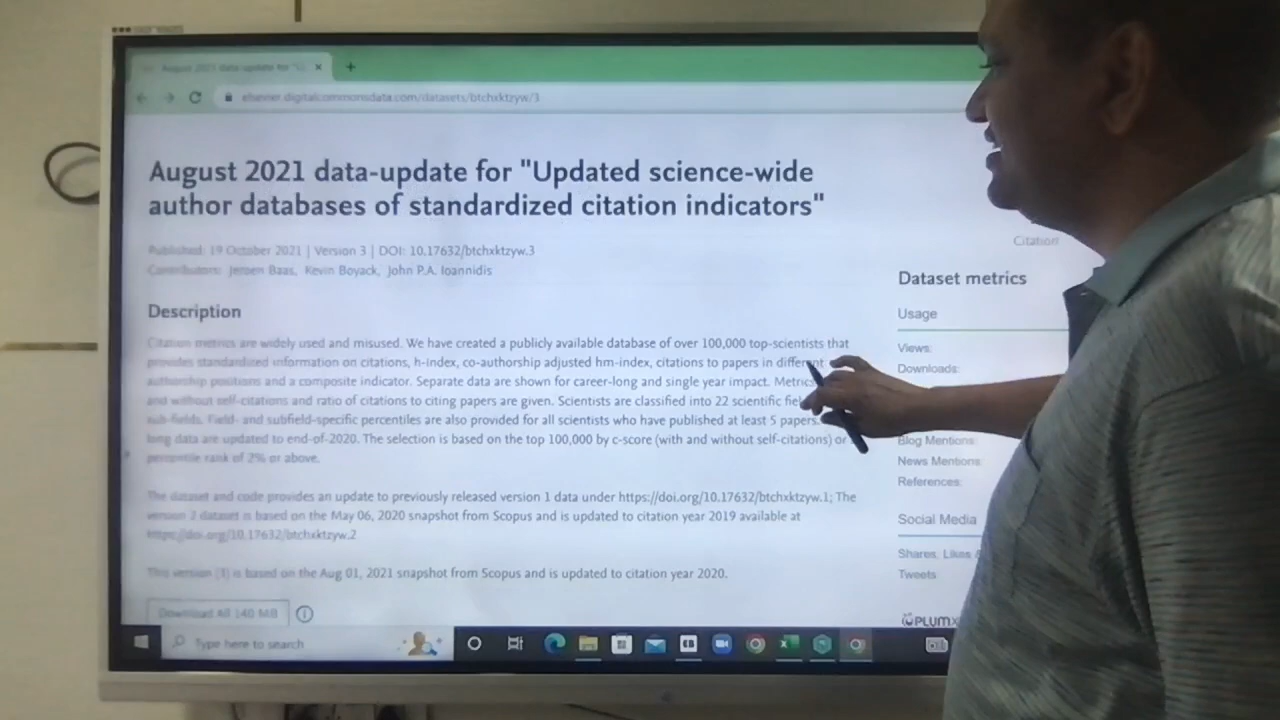 August 2021 data-update for "U
elsevier.digitalcommonsdata.com/datasets/btchxktzyw/3
August 2021 data-update for "Updated science-wide
author databases of standardized citation indicators"
Published: 19 October 2021 | Version 3 | DOI: 10.17632/btchxktzyw.3
Contributors: Jeroen Baas, Kevin Boyack, John P.A. Ioannidis
Description
Citation metrics are widely used and misused. We have created a publicly available database of over 100,000 top-scientists that
provides standardized information on citations, h-index, co-authorship adjusted hm-index, citations to papers in different
authorship positions and a composite indicator. Separate data are shown for career-long and single year impact. Metrics
and without self-citations and ratio of citations to citing papers are given. Scientists are classified into 22 scientific
sub-fields. Field- and subfield-specific percentiles are also provided for all scientists who have published at least 5 papers.
long data are updated to end-of-2020. The selection is based on the top 100,000 by c-score (with and without self-citations) or
percentile rank of 2% or above.
The dataset and code provides an update to previously released version 1 data under https://doi.org/10.17632/btchxktzyw.1; The
version 2 dataset is based on the May 06, 2020 snapshot from Scopus and is updated to citation year 2019 available at
https://doi.org/10.17632/btchxktzyw.2
This version (3) is based on the Aug 01, 2021 snapshot from Scopus and is updated to citation year 2020.
Download All 140 MB
Citation
Dataset metrics
Usage
Views:
Downloads:
Blog Mentions:
News Mentions:
References:
Social Media
Shares, Likes &
Tweets
PLUMX
Type here to search